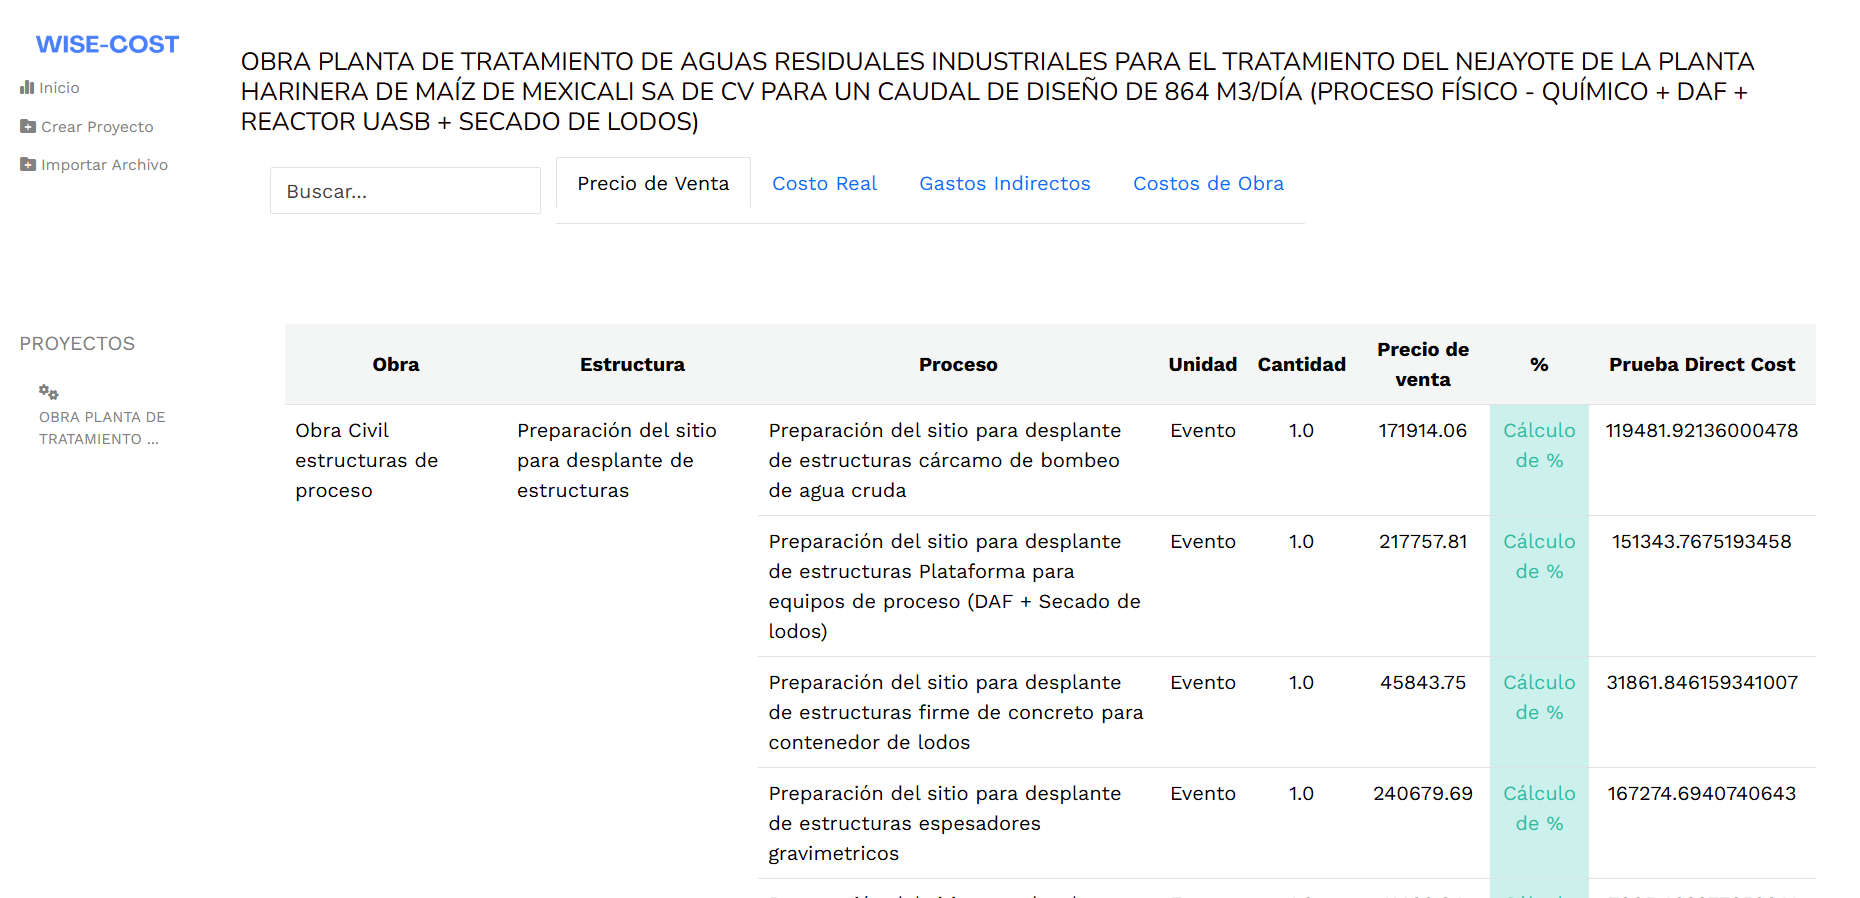 WISE-COST
Inicio
Crear Proyecto
Importar Archivo
PROYECTOS
OBRA PLANTA DE
TRATAMIENTO ...
OBRA PLANTA DE TRATAMIENTO DE AGUAS RESIDUALES INDUSTRIALES PARA EL TRATAMIENTO DEL NEJAYOTE DE LA PLANTA
HARINERA DE MAÍZ DE MEXICALI SA DE CV PARA UN CAUDAL DE DISEÑO DE 864 M3/DÍA (PROCESO FÍSICO - QUÍMICO + DAF +
REACTOR UASB + SECADO DE LODOS)
Buscar...
Precio de Venta
Costo Real
Gastos Indirectos
Costos de Obra
Obra
Estructura
Proceso
Unidad
Cantidad
Precio de
venta
%
Prueba Direct Cost
Obra Civil
estructuras de
proceso
Preparación del sitio
para desplante de
estructuras
Preparación del sitio para desplante
de estructuras cárcamo de bombeo
de agua cruda
Evento
1.0
171914.06
Cálculo
de %
119481.92136000478
Preparación del sitio para desplante
de estructuras Plataforma para
equipos de proceso (DAF + Secado de
lodos)
Evento
1.0
217757.81
Cálculo
de %
151343.7675193458
Preparación del sitio para desplante
de estructuras firme de concreto para
contenedor de lodos
Evento
1.0
45843.75
Cálculo
de %
31861.846159341007
Preparación del sitio para desplante
de estructuras espesadores
gravimetricos
Evento
1.0
240679.69
Cálculo
de %
167274.6940740643